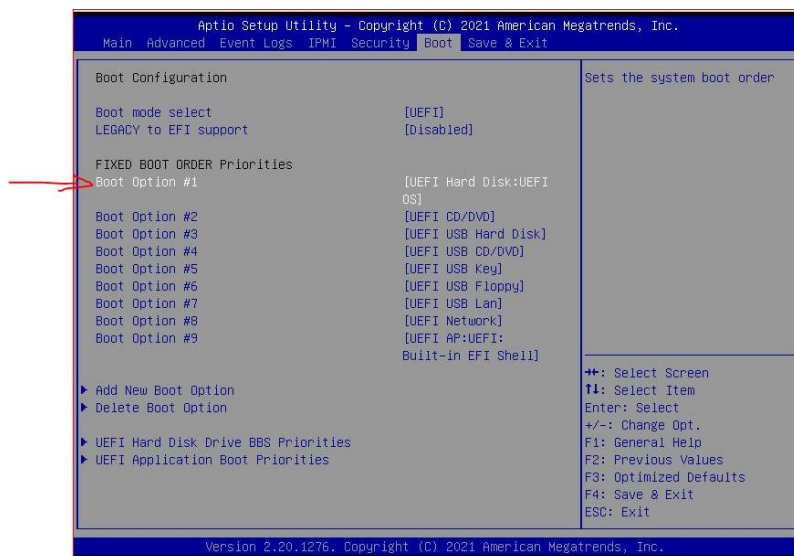 Aptio Setup Utility – Copyright (C) 2021 American Megatrends, Inc.
Main Advanced Event Logs IPMI Security Boot Save & Exit
Boot Configuration
Boot mode select [UEFI]
LEGACY to EFI support [Disabled]
FIXED BOOT ORDER Priorities
Boot Option #1 [UEFI Hard Disk:UEFI
OS]
Boot Option #2 [UEFI CD/DVD]
Boot Option #3 [UEFI USB Hard Disk]
Boot Option #4 [UEFI USB CD/DVD]
Boot Option #5 [UEFI USB Key]
Boot Option #6 [UEFI USB Floppy]
Boot Option #7 [UEFI USB Lan]
Boot Option #8 [UEFI Network]
Boot Option #9 [UEFI AP:UEFI:
Built-in EFI Shell]
▶ Add New Boot Option
▶ Delete Boot Option
▶ UEFI Hard Disk Drive BBS Priorities
▶ UEFI Application Boot Priorities
Sets the system boot order
→←: Select Screen
↑↓: Select Item
Enter: Select
+/-: Change Opt.
F1: General Help
F2: Previous Values
F3: Optimized Defaults
F4: Save & Exit
ESC: Exit
Version 2.20.1276. Copyright (C) 2021 American Megatrends, Inc.